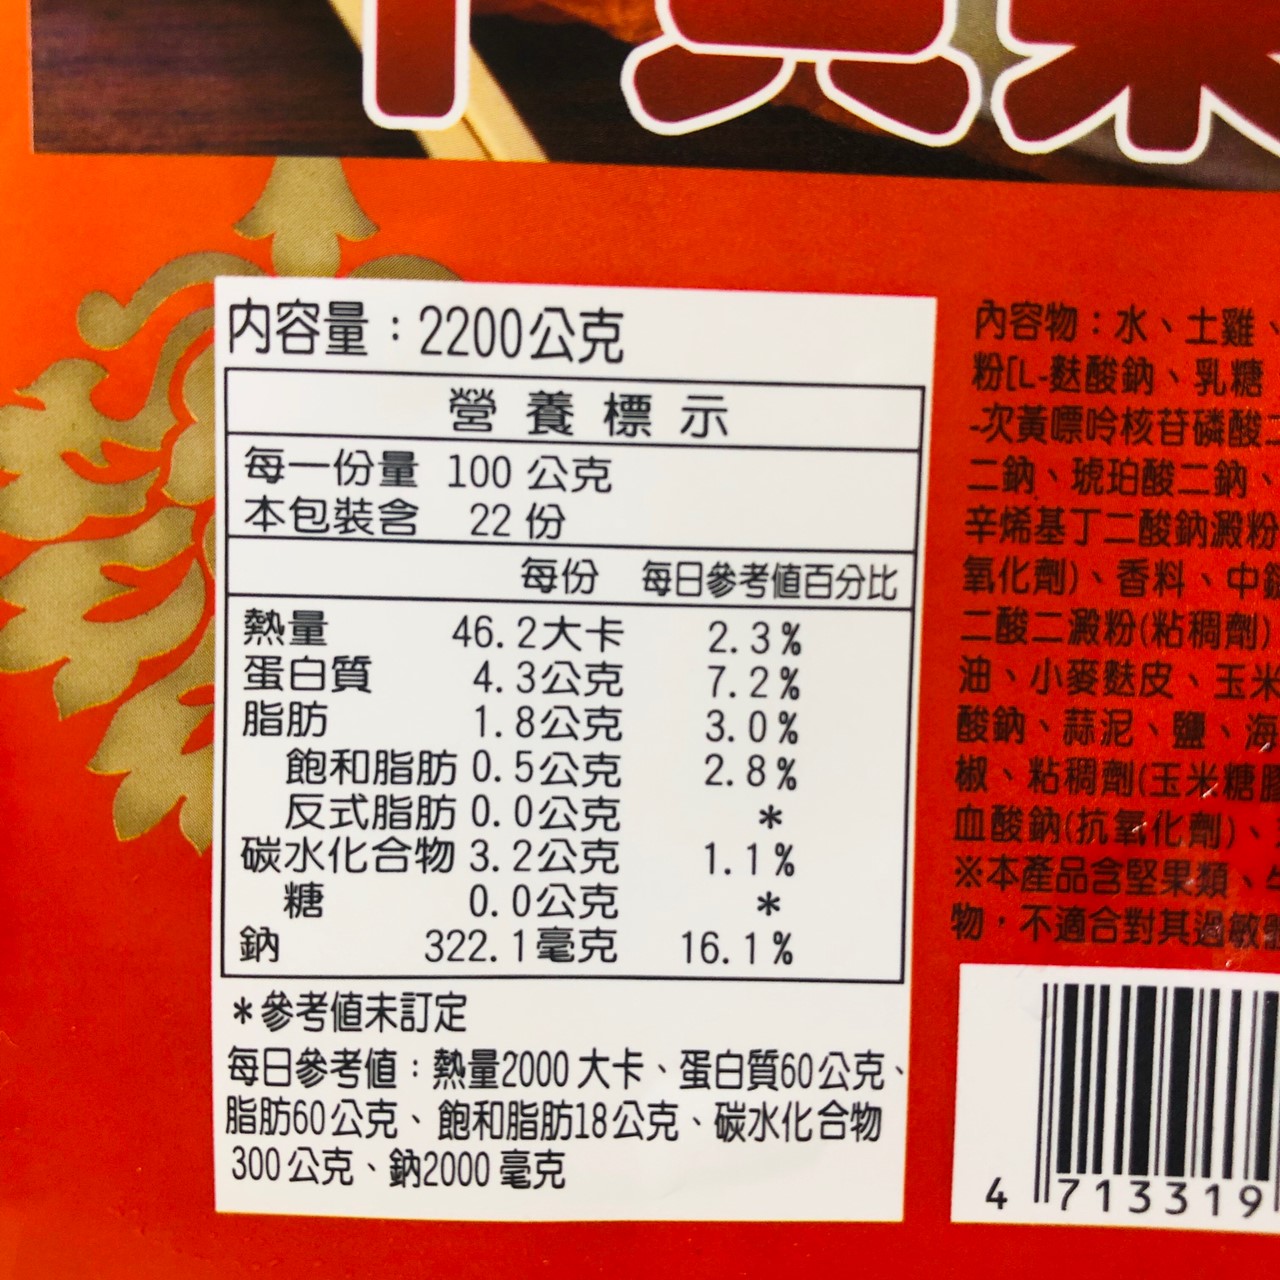 內容量：2200公克
營養標示
每一份量 100 公克
本包裝含 22 份
每份 每日參考值百分比
熱量 46.2大卡 2.3%
蛋白質 4.3公克 7.2%
脂肪 1.8公克 3.0%
飽和脂肪 0.5公克 2.8%
反式脂肪 0.0公克 *
碳水化合物 3.2公克 1.1%
糖 0.0公克 *
鈉 322.1毫克 16.1%
*參考值未訂定
每日參考值：熱量2000大卡、蛋白質60公克、
脂肪60公克、飽和脂肪18公克、碳水化合物
300公克、鈉2000毫克
內容物：水、土雞、
粉[L-麩酸鈉、乳糖
-次黃嘌呤核苷磷酸二
二鈉、琥珀酸二鈉、
辛烯基丁二酸鈉澱粉
氧化劑)、香料、中鏈
二酸二澱粉(粘稠劑)
油、小麥麩皮、玉米
酸鈉、蒜泥、鹽、海
椒、粘稠劑(玉米糖膠
血酸鈉(抗氧化劑)、
※本產品含堅果類、牛
物，不適合對其過敏體
4 713319